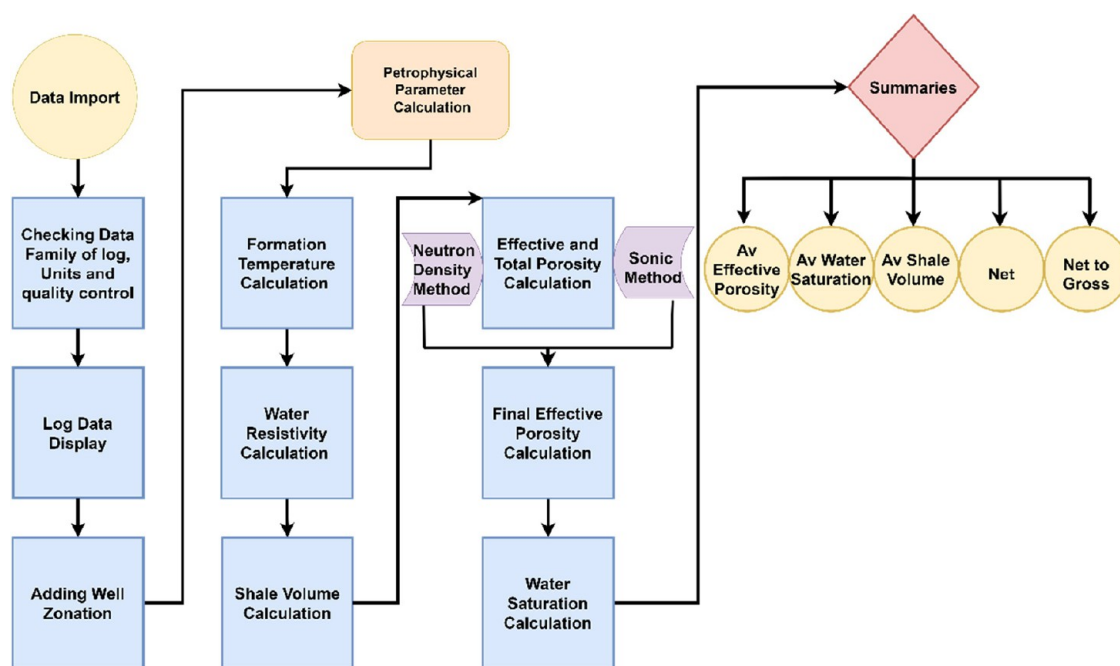 Data Import
Checking Data
Family of log,
Units and
quality control
Log Data
Display
Adding Well
Zonation
Petrophysical
Parameter
Calculation
Formation
Temperature
Calculation
Water
Resistivity
Calculation
Shale Volume
Calculation
Neutron
Density
Method
Effective and
Total Porosity
Calculation
Sonic
Method
Final Effective
Porosity
Calculation
Water
Saturation
Calculation
Summaries
Av
Effective
Porosity
Av Water
Saturation
Av Shale
Volume
Net
Net to
Gross